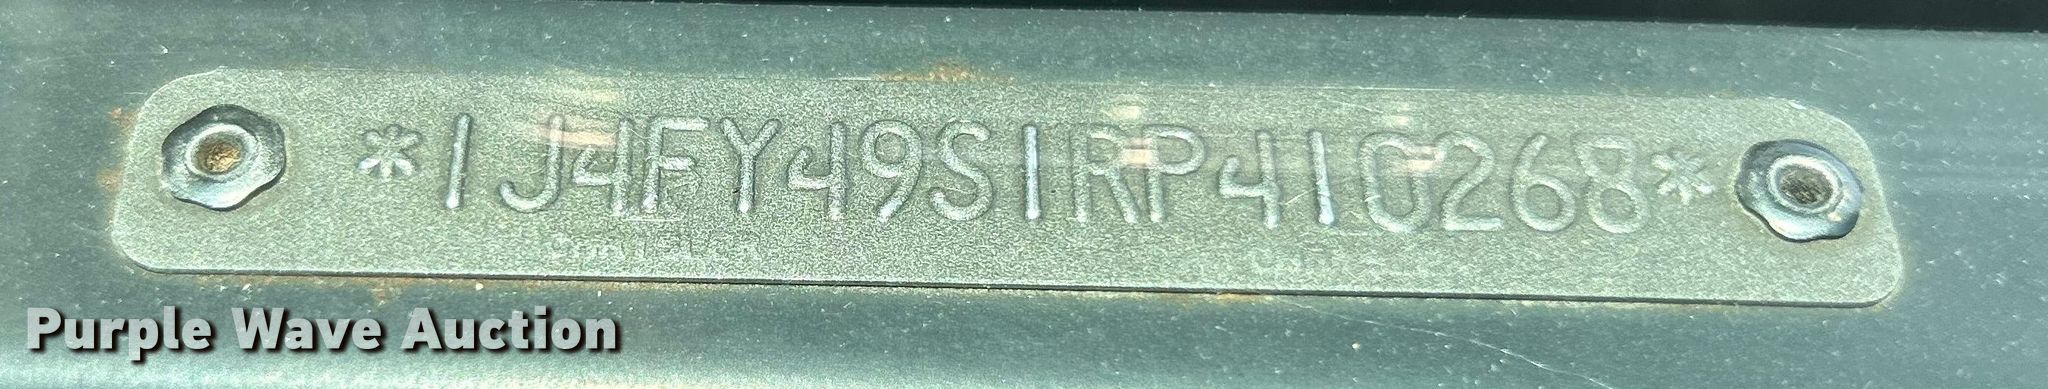 *1J4FY49S1RP410268*
Purple Wave Auction